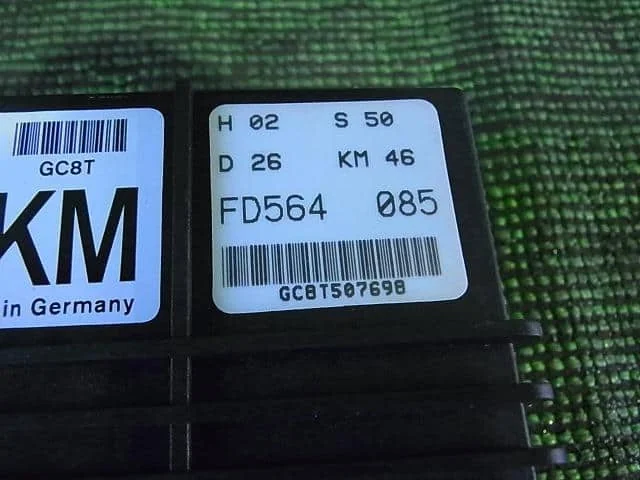 GC8T
KM
in Germany
H 02 S 50
D 26 KM 46
FD564 085
GC8T507698